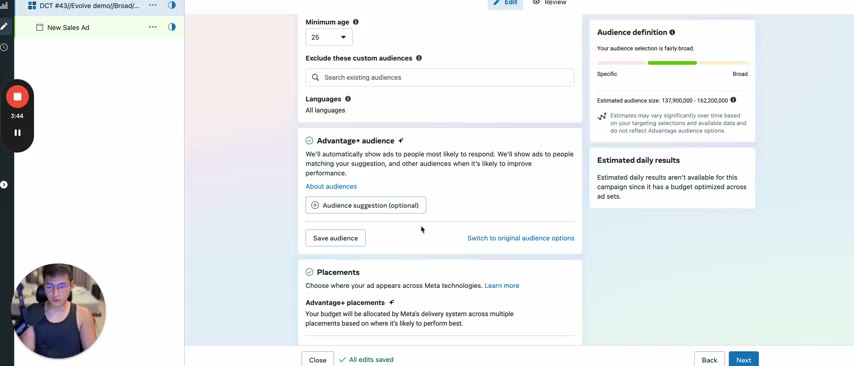 DCT #43//Evolve demo//Broad/...
Edit
Review
New Sales Ad
3:44
Minimum age
25
Exclude these custom audiences
Search existing audiences
Languages
All languages
Advantage+ audience
We'll automatically show ads to people most likely to respond. We'll show ads to people
matching your suggestion, and other audiences when it's likely to improve
performance.
About audiences
Audience suggestion (optional)
Save audience
Switch to original audience options
Placements
Choose where your ad appears across Meta technologies. Learn more
Advantage+ placements
Your budget will be allocated by Meta's delivery system across multiple
placements based on where it's likely to perform best.
Close
All edits saved
Back
Next
Audience definition
Your audience selection is fairly broad.
Specific
Broad
Estimated audience size: 137,900,000 - 162,200,000
Estimates may vary significantly over time based
on your targeting selections and available data and
do not reflect Advantage audience options.
Estimated daily results
Estimated daily results aren't available for this
campaign since it has a budget optimized across
ad sets.